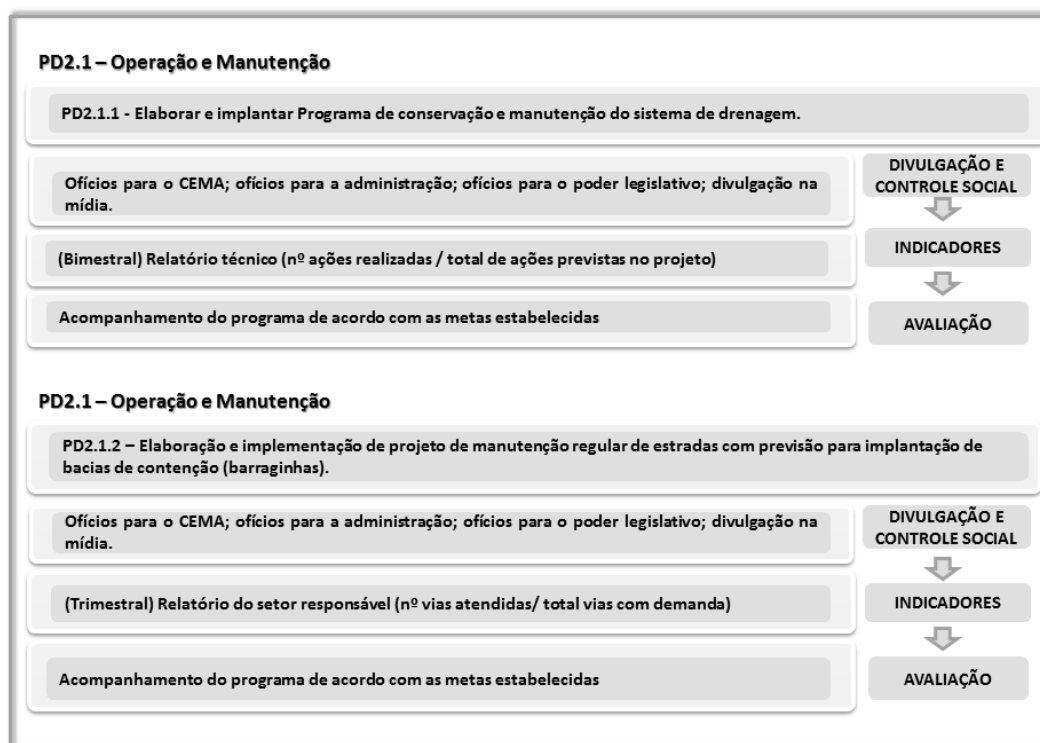 PD2.1 – Operação e Manutenção
PD2.1.1 - Elaborar e implantar Programa de conservação e manutenção do sistema de drenagem.
Ofícios para o CEMA; ofícios para a administração; ofícios para o poder legislativo; divulgação na
mídia.
DIVULGAÇÃO E
CONTROLE SOCIAL
(Bimestral) Relatório técnico (nº ações realizadas / total de ações previstas no projeto)
INDICADORES
Acompanhamento do programa de acordo com as metas estabelecidas
AVALIAÇÃO
PD2.1 – Operação e Manutenção
PD2.1.2 – Elaboração e implementação de projeto de manutenção regular de estradas com previsão para implantação de
bacias de contenção (barraginhas).
Ofícios para o CEMA; ofícios para a administração; ofícios para o poder legislativo; divulgação na
mídia.
DIVULGAÇÃO E
CONTROLE SOCIAL
(Trimestral) Relatório do setor responsável (nº vias atendidas/ total vias com demanda)
INDICADORES
Acompanhamento do programa de acordo com as metas estabelecidas
AVALIAÇÃO